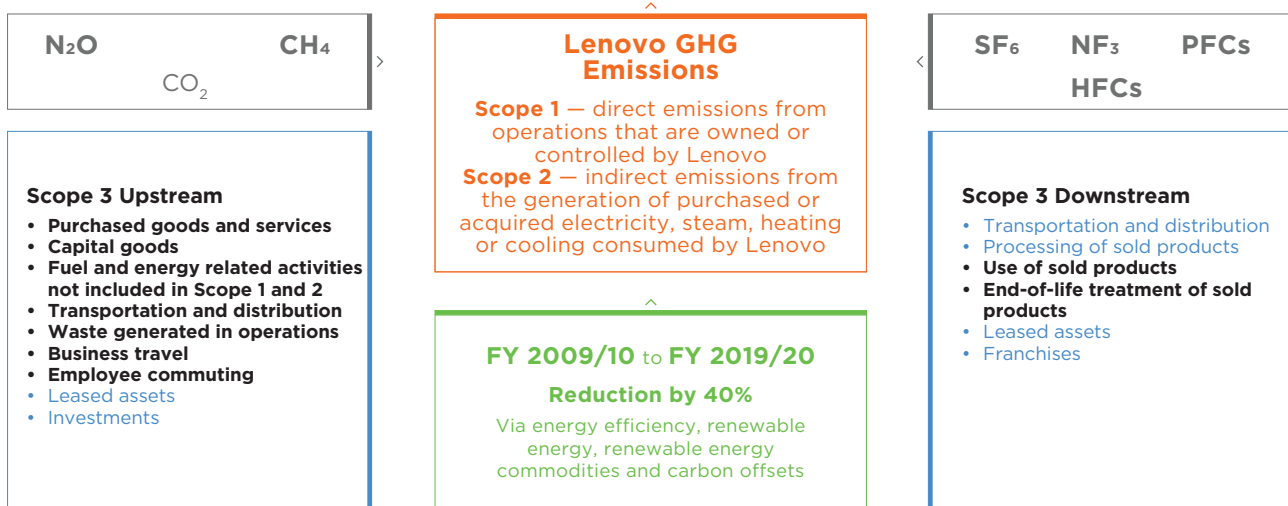 N₂O CH₄
CO₂
Lenovo GHG
Emissions
Scope 1 — direct emissions from
operations that are owned or
controlled by Lenovo
Scope 2 — indirect emissions from
the generation of purchased or
acquired electricity, steam, heating
or cooling consumed by Lenovo
SF₆ NF₃ PFCs
HFCs
Scope 3 Upstream
• Purchased goods and services
• Capital goods
• Fuel and energy related activities
not included in Scope 1 and 2
• Transportation and distribution
• Waste generated in operations
• Business travel
• Employee commuting
• Leased assets
• Investments
FY 2009/10 to FY 2019/20
Reduction by 40%
Via energy efficiency, renewable
energy, renewable energy
commodities and carbon offsets
Scope 3 Downstream
• Transportation and distribution
• Processing of sold products
• Use of sold products
• End-of-life treatment of sold
products
• Leased assets
• Franchises